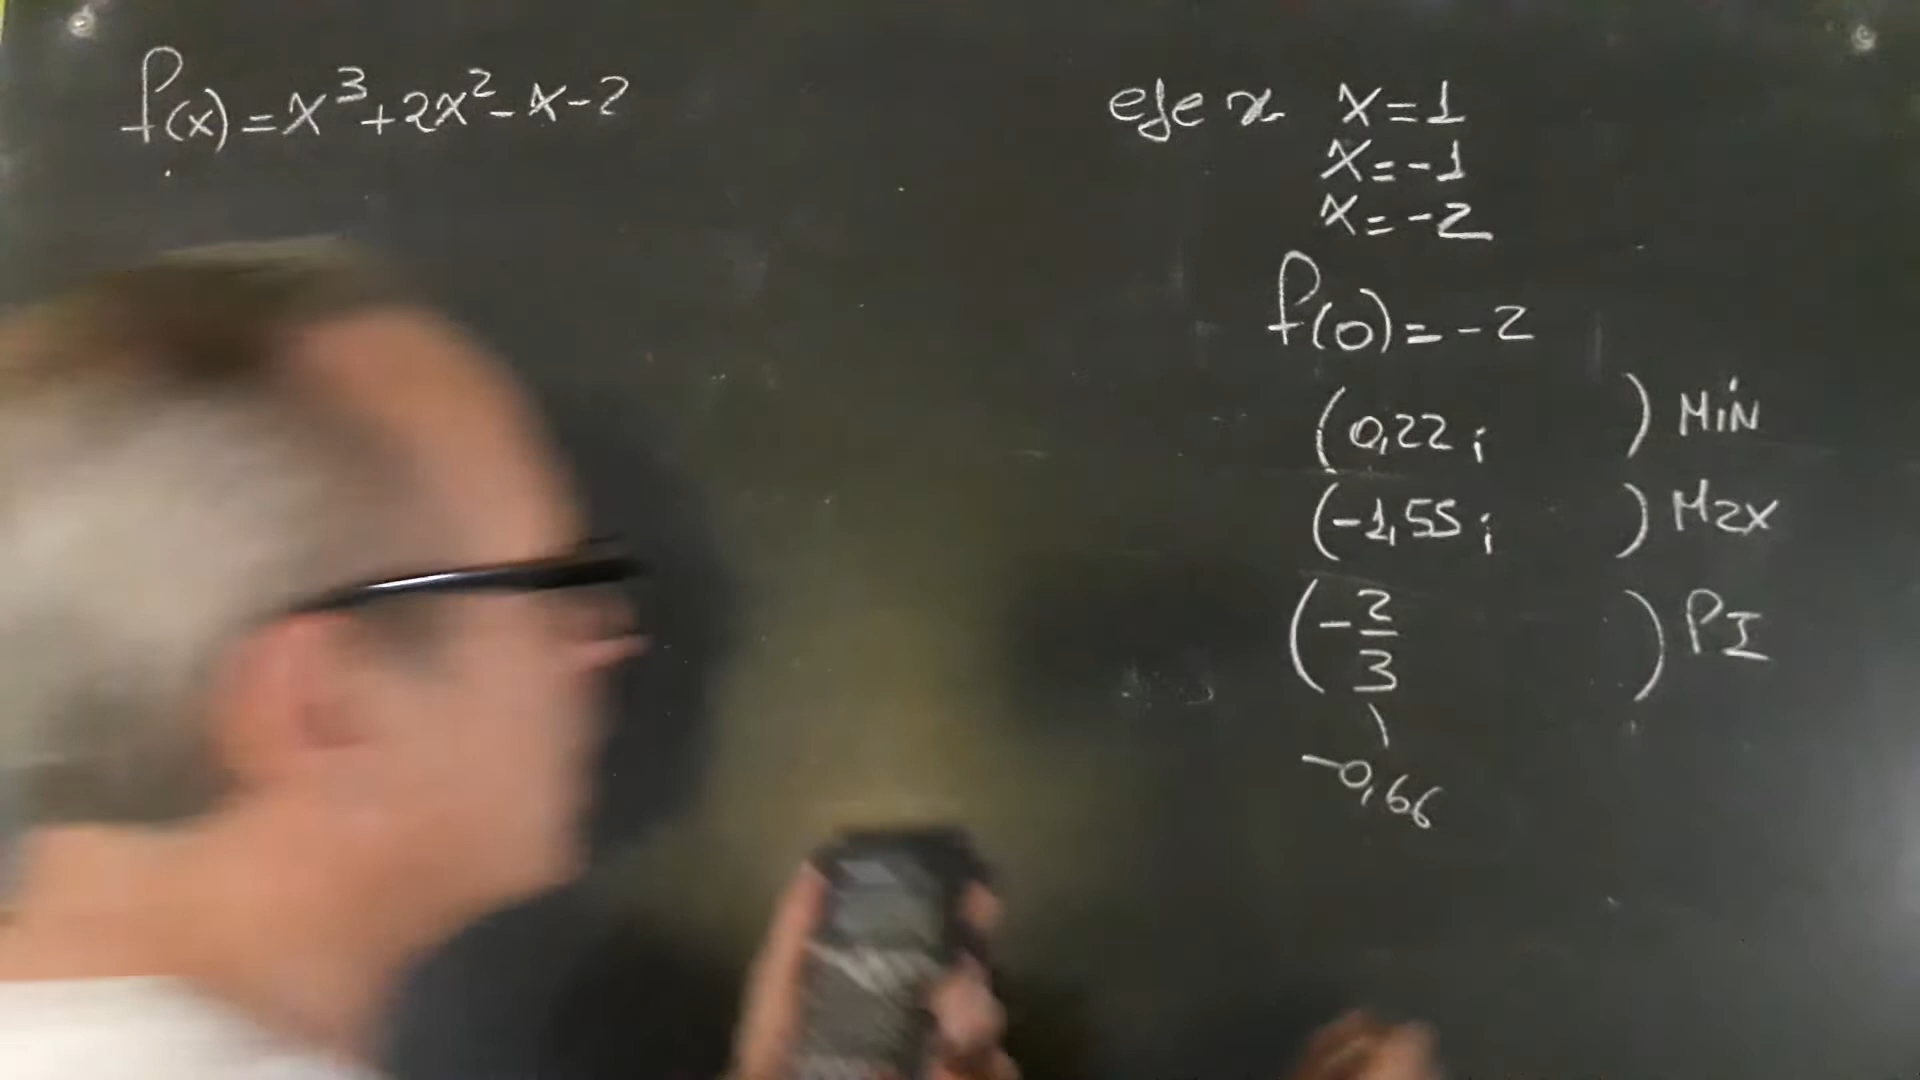 f(x)=x³+2x²-x-2
eje x x=1
x=-1
x=-2
f(0)=-2
(0,22; ) MiN
(-1,55; ) Max
(-2/3 ) PI
-0,66